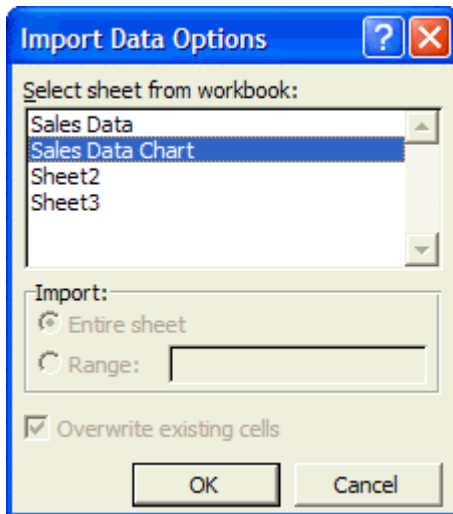 Import Data Options
Select sheet from workbook:
Sales Data
Sales Data Chart
Sheet2
Sheet3
Import:
Entire sheet
Range:
Overwrite existing cells
OK Cancel